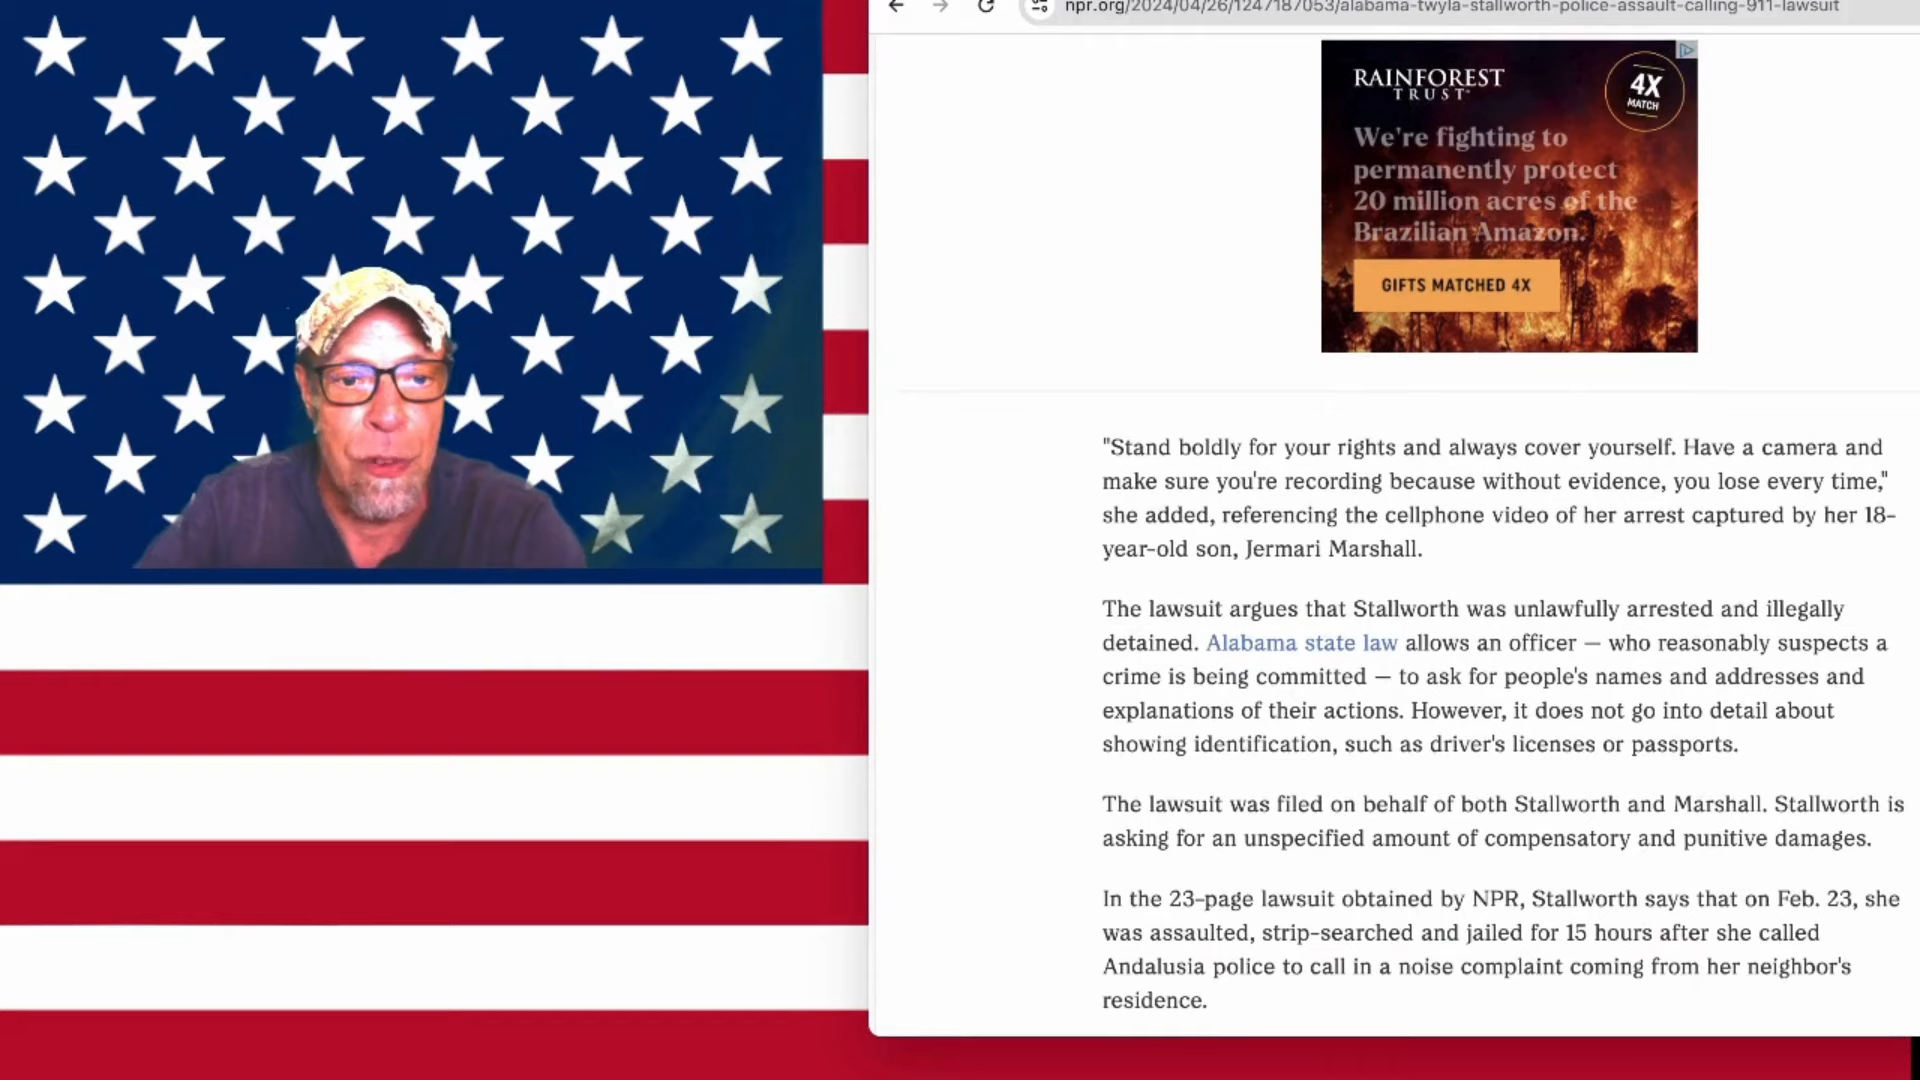 npr.org/2024/04/26/1247187053/alabama-twyla-stallworth-police-assault-calling-911-lawsuit
RAINFOREST
TRUST
4X
MATCH
We're fighting to
permanently protect
20 million acres of the
Brazilian Amazon.
GIFTS MATCHED 4X
"Stand boldly for your rights and always cover yourself. Have a camera and
make sure you're recording because without evidence, you lose every time,"
she added, referencing the cellphone video of her arrest captured by her 18-
year-old son, Jermari Marshall.
The lawsuit argues that Stallworth was unlawfully arrested and illegally
detained. Alabama state law allows an officer — who reasonably suspects a
crime is being committed — to ask for people's names and addresses and
explanations of their actions. However, it does not go into detail about
showing identification, such as driver's licenses or passports.
The lawsuit was filed on behalf of both Stallworth and Marshall. Stallworth is
asking for an unspecified amount of compensatory and punitive damages.
In the 23-page lawsuit obtained by NPR, Stallworth says that on Feb. 23, she
was assaulted, strip-searched and jailed for 15 hours after she called
Andalusia police to call in a noise complaint coming from her neighbor's
residence.